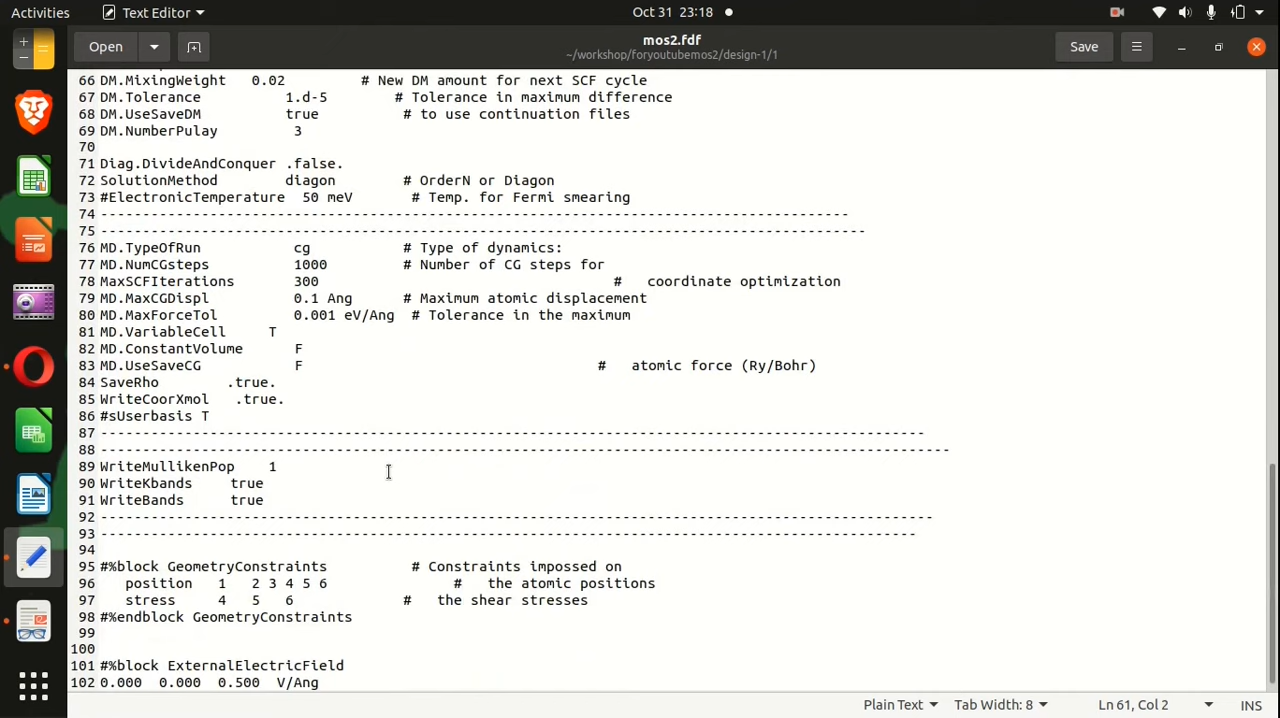 Activities Text Editor Oct 31 23:18
Open mos2.fdf Save
~/workshop/foryoutubemos2/design-1/1
66 DM.MixingWeight 0.02 # New DM amount for next SCF cycle
67 DM.Tolerance 1.d-5 # Tolerance in maximum difference
68 DM.UseSaveDM true # to use continuation files
69 DM.NumberPulay 3
70
71 Diag.DivideAndConquer .false.
72 SolutionMethod diagon # OrderN or Diagon
73 #ElectronicTemperature 50 meV # Temp. for Fermi smearing
74 -----------------------------------------------------------------------------------------
75 -------------------------------------------------------------------------------------------
76 MD.TypeOfRun cg # Type of dynamics:
77 MD.NumCGsteps 1000 # Number of CG steps for
78 MaxSCFIterations 300 # coordinate optimization
79 MD.MaxCGDispl 0.1 Ang # Maximum atomic displacement
80 MD.MaxForceTol 0.001 eV/Ang # Tolerance in the maximum
81 MD.VariableCell T
82 MD.ConstantVolume F
83 MD.UseSaveCG F # atomic force (Ry/Bohr)
84 SaveRho .true.
85 WriteCoorXmol .true.
86 #sUserbasis T
87 --------------------------------------------------------------------------------------------------
88 -----------------------------------------------------------------------------------------------------
89 WriteMullikenPop 1
90 WriteKbands true
91 WriteBands true
92 ---------------------------------------------------------------------------------------------------
93 -------------------------------------------------------------------------------------------------
94
95 #%block GeometryConstraints # Constraints impossed on
96 position 1 2 3 4 5 6 # the atomic positions
97 stress 4 5 6 # the shear stresses
98 #%endblock GeometryConstraints
99
100
101 #%block ExternalElectricField
102 0.000 0.000 0.500 V/Ang
Plain Text Tab Width: 8 Ln 61, Col 2 INS